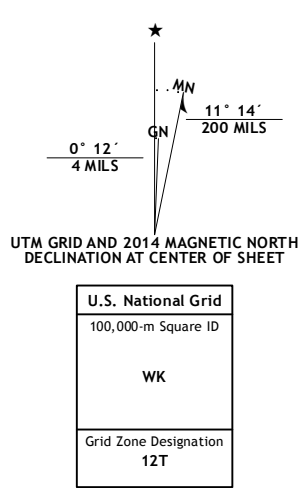 ★
MN
11° 14´
200 MILS
GN
0° 12´
4 MILS
UTM GRID AND 2014 MAGNETIC NORTH
DECLINATION AT CENTER OF SHEET
U.S. National Grid
100,000-m Square ID
WK
Grid Zone Designation
12T